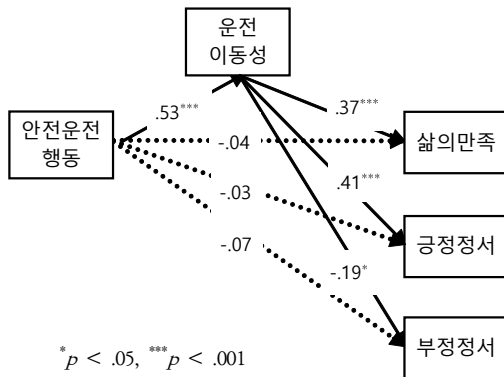 운전
이동성
.53***
.37***
안전운전
행동
-.04
삶의만족
-.03
.41***
긍정정서
-.07
-.19*
부정정서
*p < .05, ***p < .001